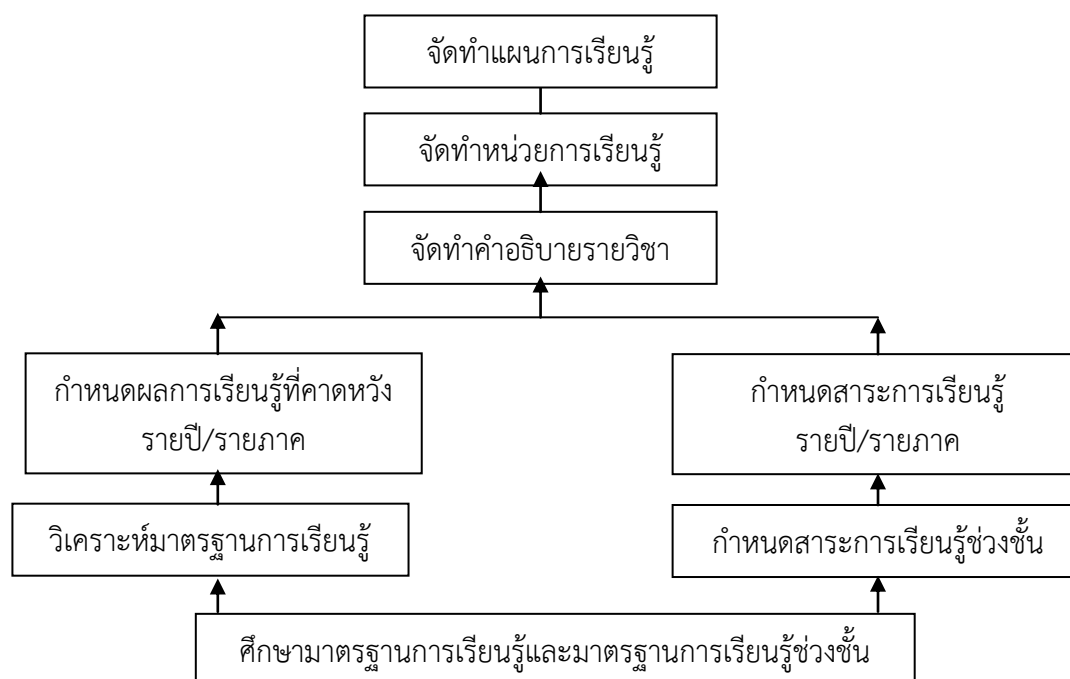 จัดทำแผนการเรียนรู้
จัดทำหน่วยการเรียนรู้
จัดทำคำอธิบายรายวิชา
กำหนดผลการเรียนรู้ที่คาดหวัง
รายปี/รายภาค
กำหนดสาระการเรียนรู้
รายปี/รายภาค
วิเคราะห์มาตรฐานการเรียนรู้
กำหนดสาระการเรียนรู้ช่วงชั้น
ศึกษามาตรฐานการเรียนรู้และมาตรฐานการเรียนรู้ช่วงชั้น